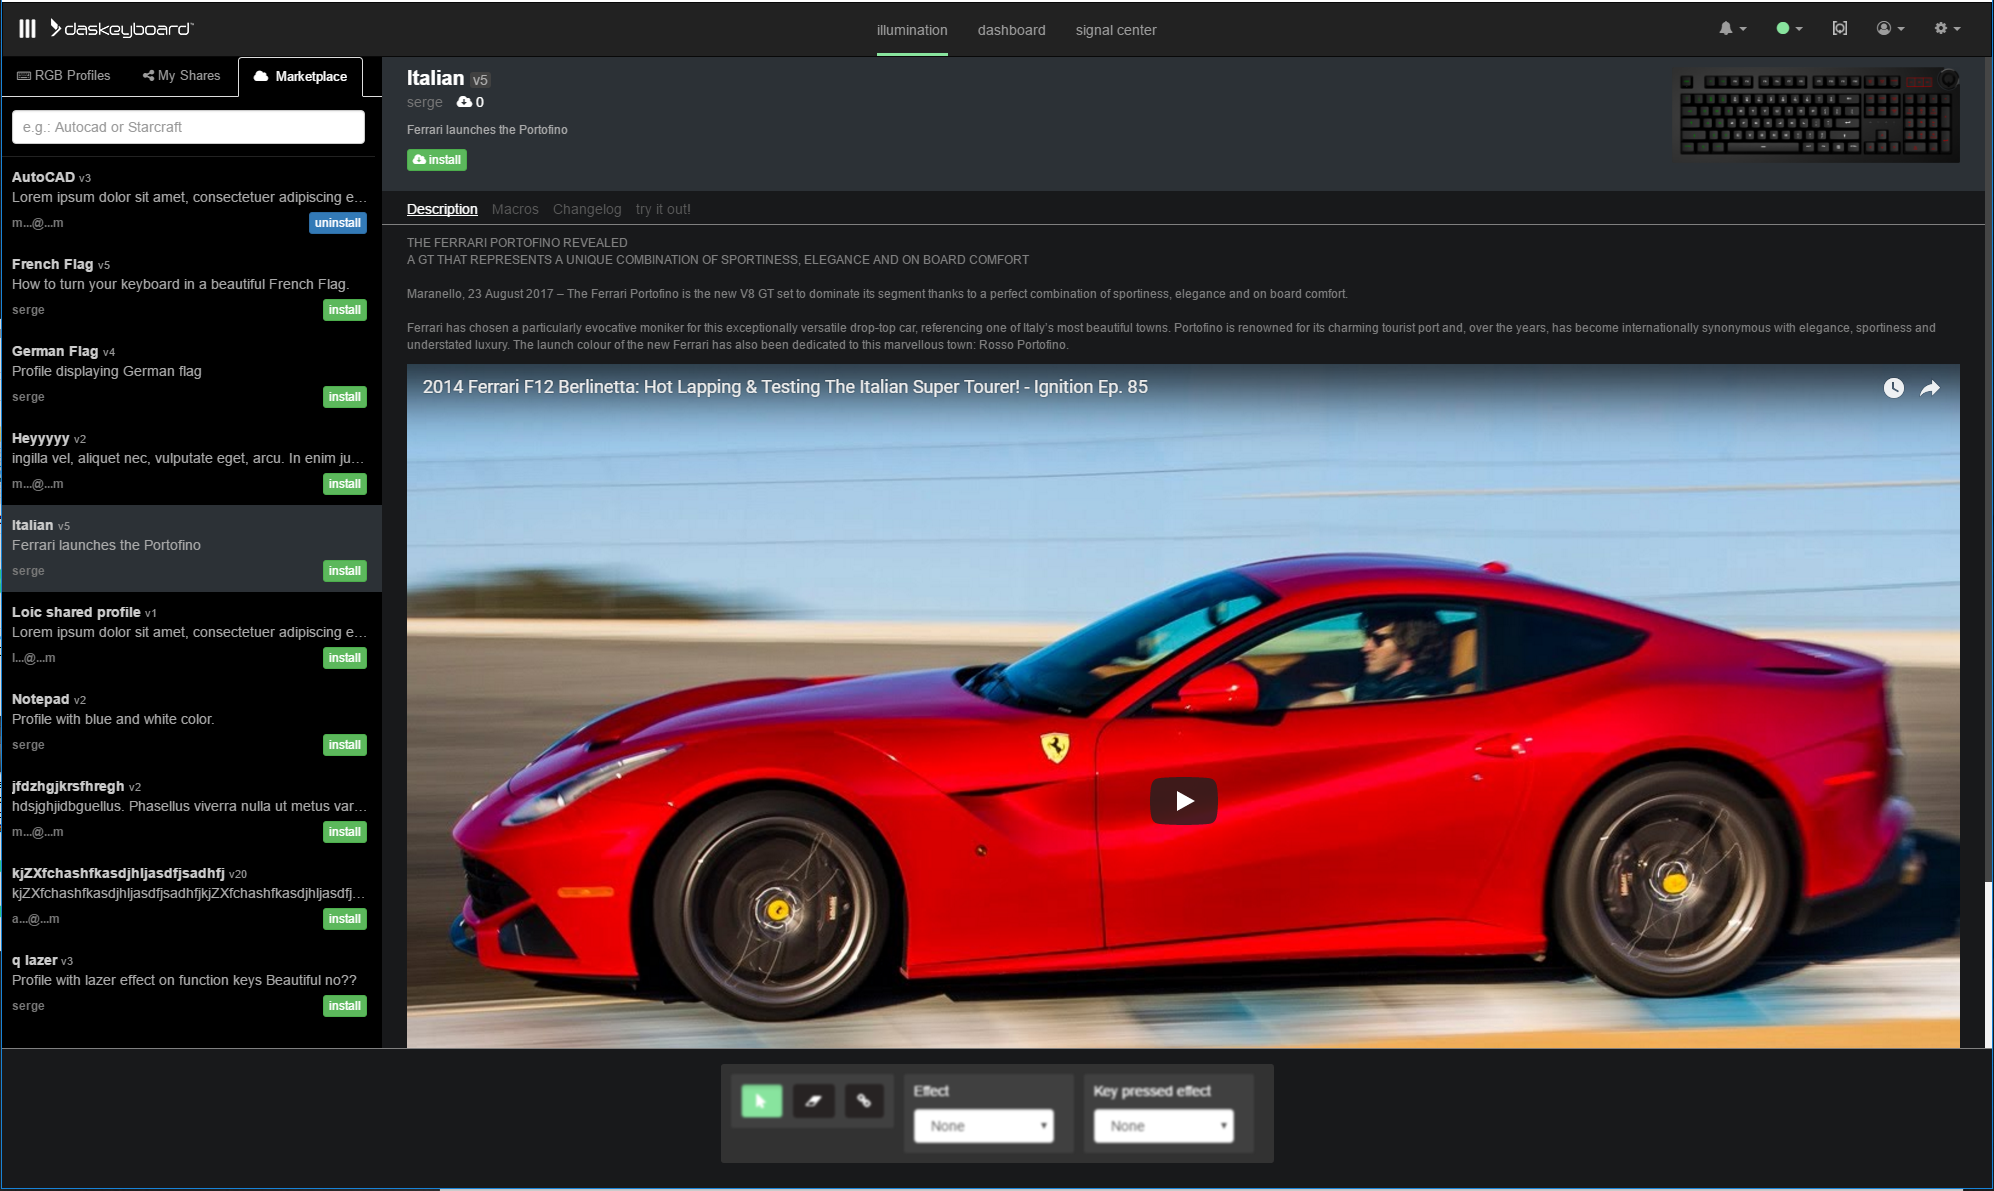 daskeyboard
illumination
dashboard
signal center
RGB Profiles
My Shares
Marketplace
e.g.: Autocad or Starcraft
AutoCAD v3
Lorem ipsum dolor sit amet, consectetuer adipiscing e...
m...@...m
uninstall
French Flag v5
How to turn your keyboard in a beautiful French Flag.
serge
install
German Flag v4
Profile displaying German flag
serge
install
Heyyyyy v2
ingilla vel, aliquet nec, vulputate eget, arcu. In enim ju...
m...@...m
install
Italian v5
Ferrari launches the Portofino
serge
install
Loic shared profile v1
Lorem ipsum dolor sit amet, consectetuer adipiscing e...
l...@...m
install
Notepad v2
Profile with blue and white color.
serge
install
jfdzhgjkrsfhregh v2
hdsjghjidbguellus. Phasellus viverra nulla ut metus var...
m...@...m
install
kjZXfchashfkasdjhljasdfjsadhfj v20
kjZXfchashfkasdjhljasdfjsadhfjkjZXfchashfkasdjhljasdfj...
a...@...m
install
q lazer v3
Profile with lazer effect on function keys Beautiful no??
serge
install
Italian v5
serge 0
Ferrari launches the Portofino
install
Description
Macros
Changelog
try it out!
THE FERRARI PORTOFINO REVEALED
A GT THAT REPRESENTS A UNIQUE COMBINATION OF SPORTINESS, ELEGANCE AND ON BOARD COMFORT
Maranello, 23 August 2017 – The Ferrari Portofino is the new V8 GT set to dominate its segment thanks to a perfect combination of sportiness, elegance and on board comfort.
Ferrari has chosen a particularly evocative moniker for this exceptionally versatile drop-top car, referencing one of Italy's most beautiful towns. Portofino is renowned for its charming tourist port and, over the years, has become internationally synonymous with elegance, sportiness and
understated luxury. The launch colour of the new Ferrari has also been dedicated to this marvellous town: Rosso Portofino.
2014 Ferrari F12 Berlinetta: Hot Lapping & Testing The Italian Super Tourer! - Ignition Ep. 85
Effect
None
Key pressed effect
None